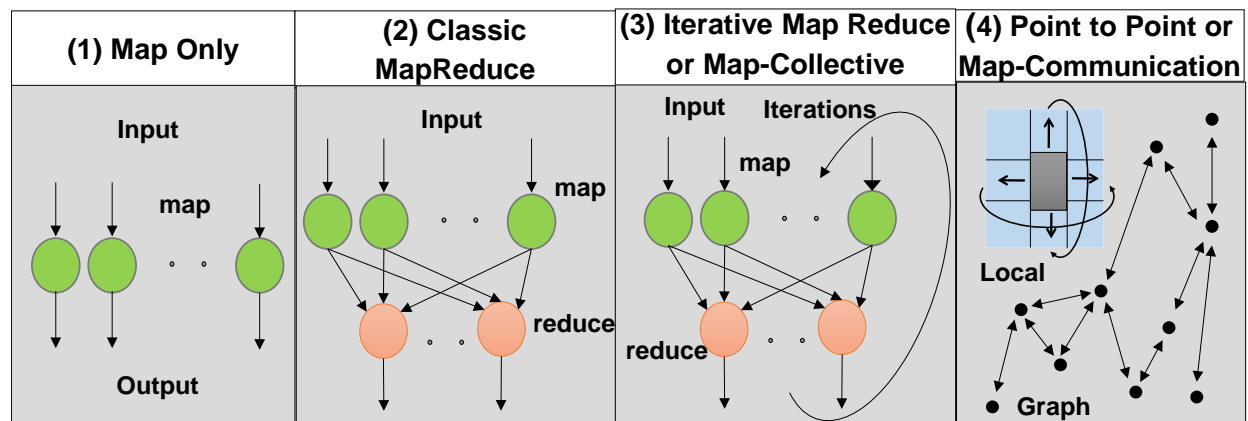 (1) Map Only
Input
map
Output
(2) Classic
MapReduce
Input
map
reduce
(3) Iterative Map Reduce
or Map-Collective
Input
Iterations
map
reduce
(4) Point to Point or
Map-Communication
Local
Graph